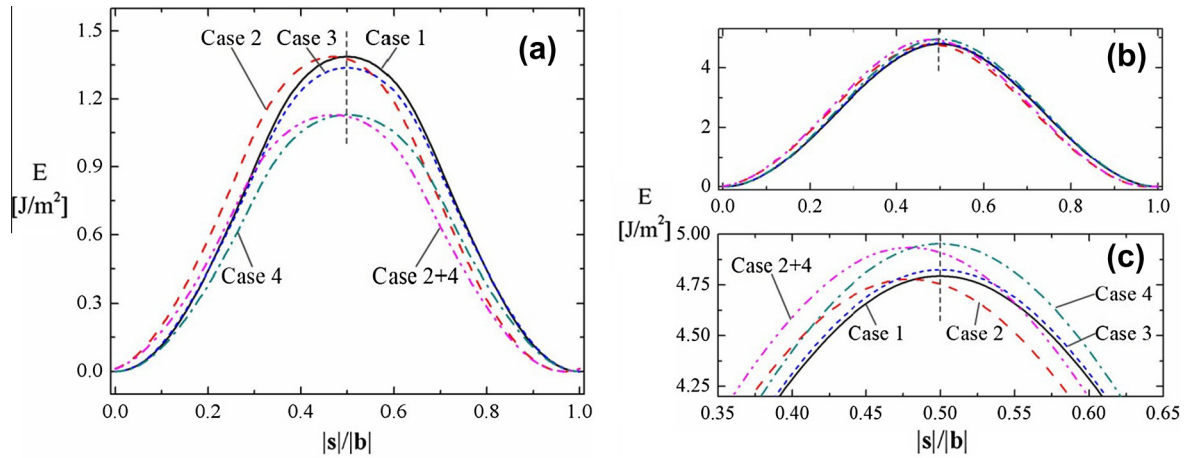 (a)
1.5
1.2
0.9
0.6
0.3
0.0
E
[J/m²]
Case 2
Case 3
Case 1
Case 4
Case 2+4
0.0 0.2 0.4 0.6 0.8 1.0
|s|/|b|
(b)
4
2
0
0.0 0.2 0.4 0.6 0.8 1.0
E
[J/m²]
(c)
5.00
4.75
4.50
4.25
Case 2+4
Case 1
Case 2
Case 4
Case 3
0.35 0.40 0.45 0.50 0.55 0.60 0.65
|s|/|b|